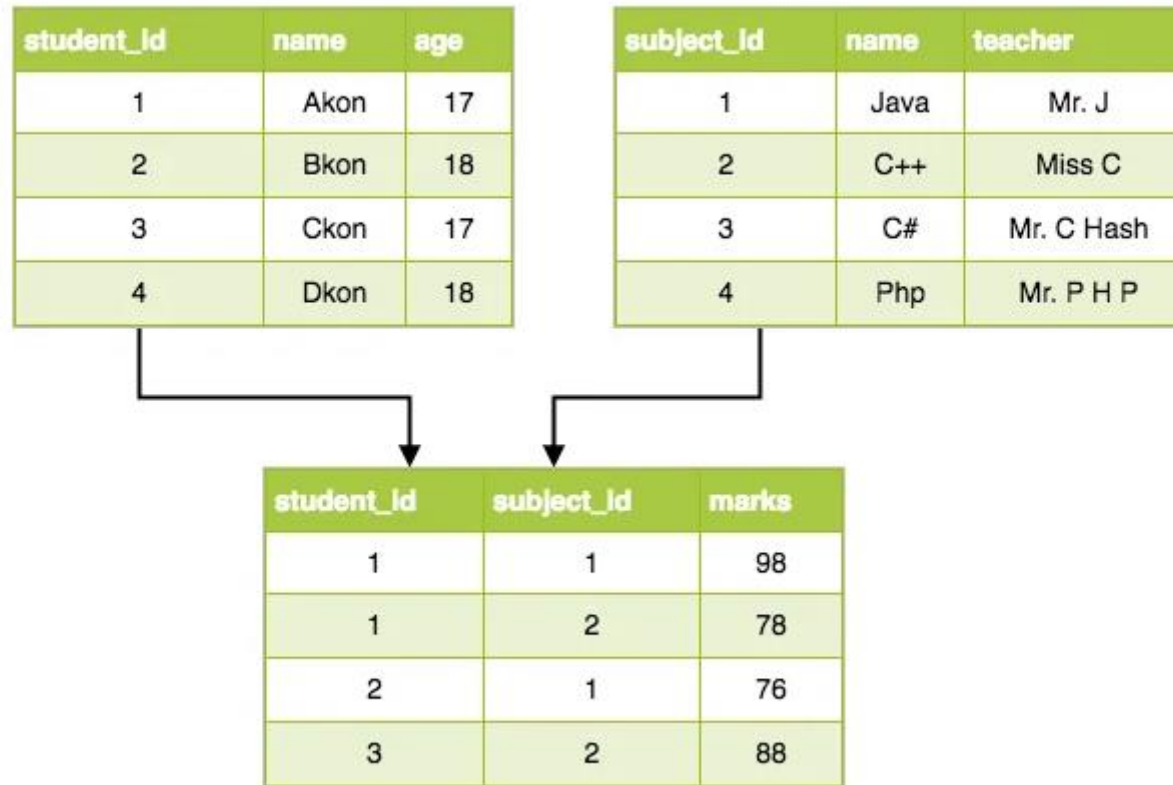 student_id name age
1 Akon 17
2 Bkon 18
3 Ckon 17
4 Dkon 18
subject_id name teacher
1 Java Mr. J
2 C++ Miss C
3 C# Mr. C Hash
4 Php Mr. P H P
student_id subject_id marks
1 1 98
1 2 78
2 1 76
3 2 88